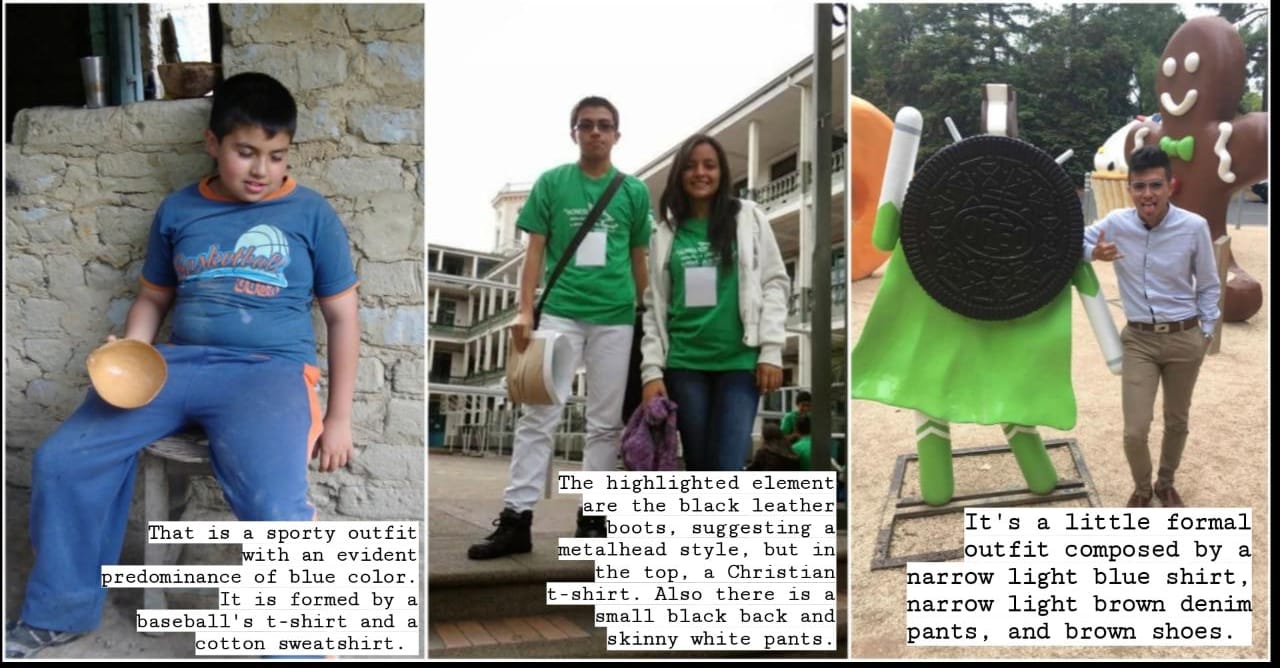 Basketball
That is a sporty outfit
with an evident
predominance of blue color.
It is formed by a
baseball's t-shirt and a
cotton sweatshirt.
The highlighted element
are the black leather
boots, suggesting a
metalhead style, but in
the top, a Christian
t-shirt. Also there is a
small black back and
skinny white pants.
It's a little formal
outfit composed by a
narrow light blue shirt,
narrow light brown denim
pants, and brown shoes.